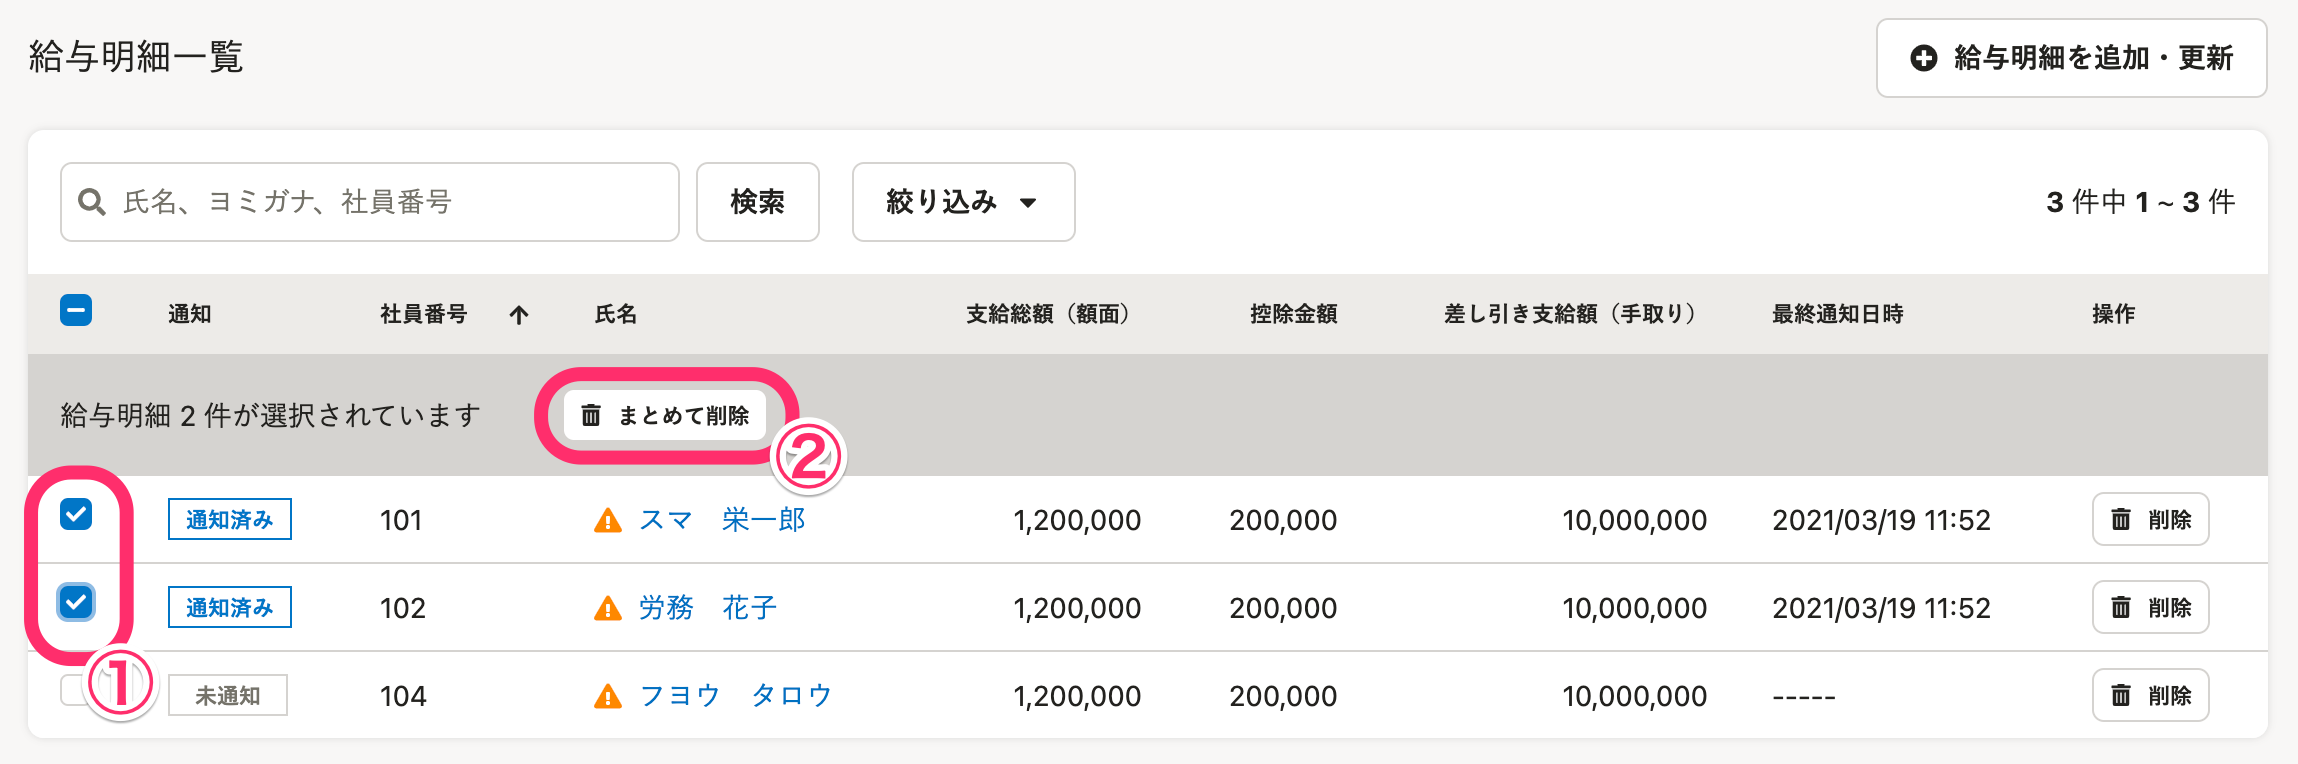 給与明細一覧
給与明細を追加・更新
氏名、ヨミガナ、社員番号 検索 絞り込み 3 件中 1 ~ 3 件
通知 社員番号 ↑ 氏名 支給総額（額面） 控除金額 差し引き支給額（手取り） 最終通知日時 操作
給与明細 2 件が選択されています まとめて削除
②
通知済み 101 スマ　栄一郎 1,200,000 200,000 10,000,000 2021/03/19 11:52 削除
通知済み 102 労務　花子 1,200,000 200,000 10,000,000 2021/03/19 11:52 削除
①
未通知 104 フヨウ　タロウ 1,200,000 200,000 10,000,000 ----- 削除